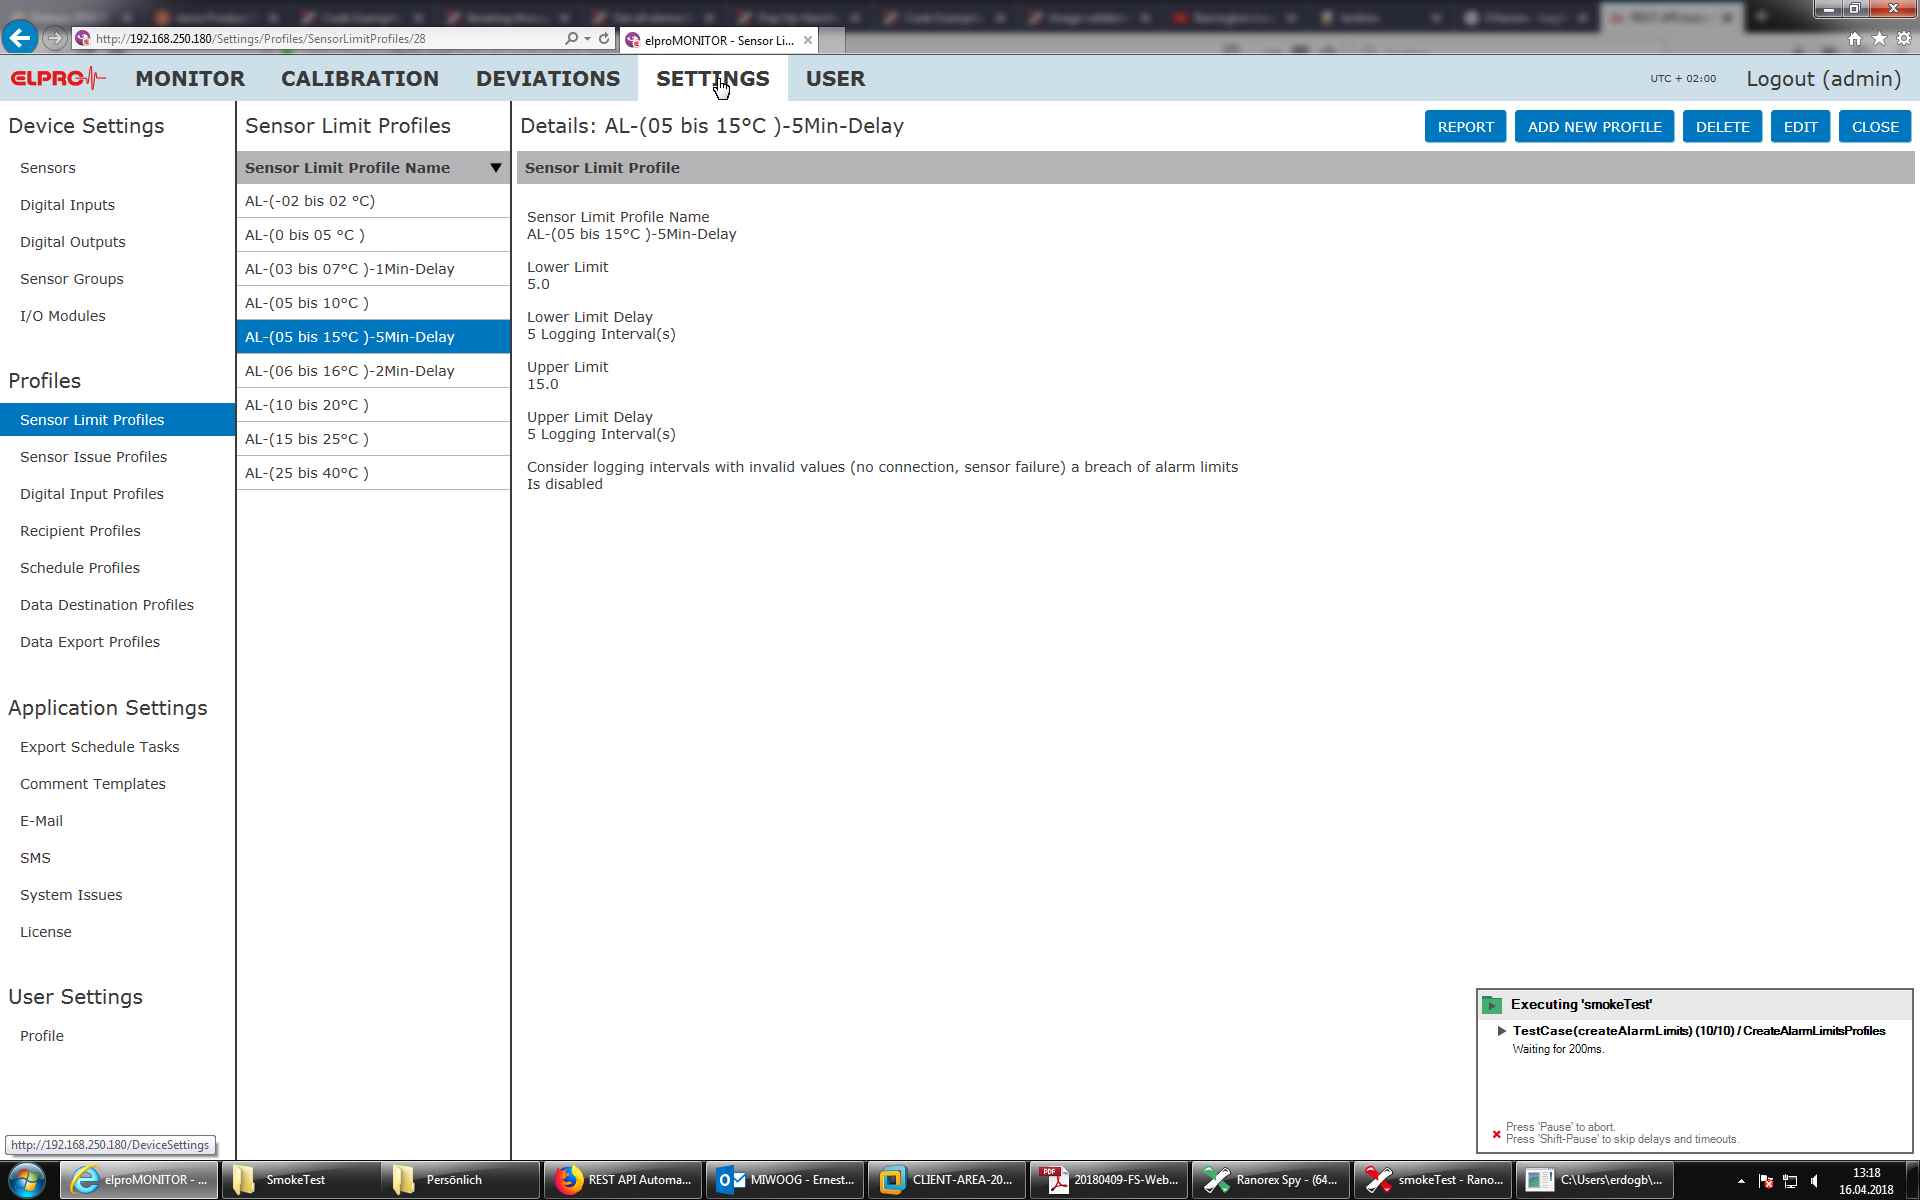 http://192.168.250.180/Settings/Profiles/SensorLimitProfiles/28
elproMONITOR - Sensor Li...
ELPRO
MONITOR
CALIBRATION
DEVIATIONS
SETTINGS
USER
UTC + 02:00
Logout (admin)
Device Settings
Sensors
Digital Inputs
Digital Outputs
Sensor Groups
I/O Modules
Profiles
Sensor Limit Profiles
Sensor Issue Profiles
Digital Input Profiles
Recipient Profiles
Schedule Profiles
Data Destination Profiles
Data Export Profiles
Application Settings
Export Schedule Tasks
Comment Templates
E-Mail
SMS
System Issues
License
User Settings
Profile
http://192.168.250.180/DeviceSettings
Sensor Limit Profiles
Sensor Limit Profile Name
AL-(-02 bis 02 °C)
AL-(0 bis 05 °C )
AL-(03 bis 07°C )-1Min-Delay
AL-(05 bis 10°C )
AL-(05 bis 15°C )-5Min-Delay
AL-(06 bis 16°C )-2Min-Delay
AL-(10 bis 20°C )
AL-(15 bis 25°C )
AL-(25 bis 40°C )
Details: AL-(05 bis 15°C )-5Min-Delay
REPORT
ADD NEW PROFILE
DELETE
EDIT
CLOSE
Sensor Limit Profile
Sensor Limit Profile Name
AL-(05 bis 15°C )-5Min-Delay
Lower Limit
5.0
Lower Limit Delay
5 Logging Interval(s)
Upper Limit
15.0
Upper Limit Delay
5 Logging Interval(s)
Consider logging intervals with invalid values (no connection, sensor failure) a breach of alarm limits
Is disabled
Executing 'smokeTest'
TestCase(createAlarmLimits) (10/10) / CreateAlarmLimitsProfiles
Waiting for 200ms.
Press 'Pause' to abort.
Press 'Shift-Pause' to skip delays and timeouts.
elproMONITOR - ...
SmokeTest
Persönlich
REST API Automa...
MIWOOG - Ernest...
CLIENT-AREA-20...
PDF
20180409-FS-Web...
Ranorex Spy - (64...
smokeTest - Rano...
C:\Users\erdogb\...
13:18
16.04.2018